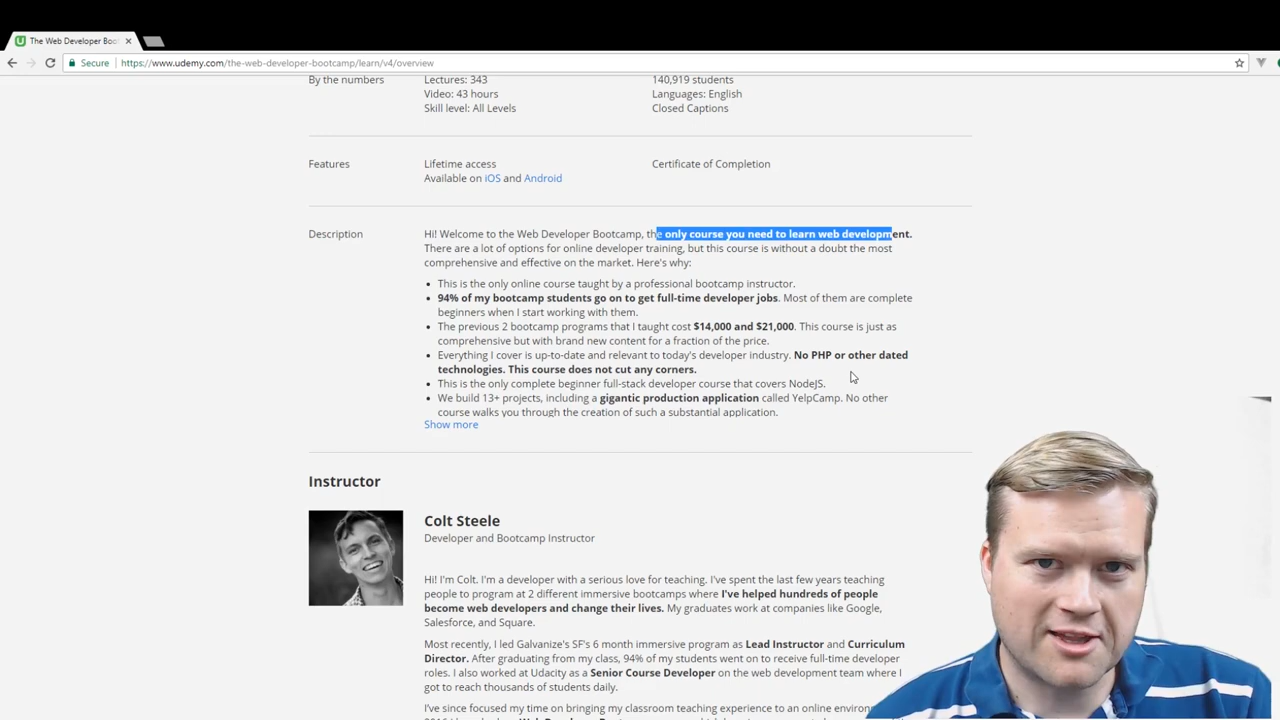 The Web Developer Boo
Secure
https://www.udemy.com/the-web-developer-bootcamp/learn/v4/overview
By the numbers
Lectures: 343
140,919 students
Video: 43 hours
Languages: English
Skill level: All Levels
Closed Captions
Features
Lifetime access
Certificate of Completion
Available on iOS and Android
Description
Hi! Welcome to the Web Developer Bootcamp, the only course you need to learn web development.
There are a lot of options for online developer training, but this course is without a doubt the most
comprehensive and effective on the market. Here's why:
• This is the only online course taught by a professional bootcamp instructor.
• 94% of my bootcamp students go on to get full-time developer jobs. Most of them are complete
beginners when I start working with them.
• The previous 2 bootcamp programs that I taught cost $14,000 and $21,000. This course is just as
comprehensive but with brand new content for a fraction of the price.
• Everything I cover is up-to-date and relevant to today's developer industry. No PHP or other dated
technologies. This course does not cut any corners.
• This is the only complete beginner full-stack developer course that covers NodeJS.
• We build 13+ projects, including a gigantic production application called YelpCamp. No other
course walks you through the creation of such a substantial application.
Show more
Instructor
Colt Steele
Developer and Bootcamp Instructor
Hi! I'm Colt. I'm a developer with a serious love for teaching. I've spent the last few years teaching
people to program at 2 different immersive bootcamps where I've helped hundreds of people
become web developers and change their lives. My graduates work at companies like Google,
Salesforce, and Square.
Most recently, I led Galvanize's SF's 6 month immersive program as Lead Instructor and Curriculum
Director. After graduating from my class, 94% of my students went on to receive full-time developer
roles. I also worked at Udacity as a Senior Course Developer on the web development team where I
got to reach thousands of students daily.
I've since focused my time on bringing my classroom teaching experience to an online